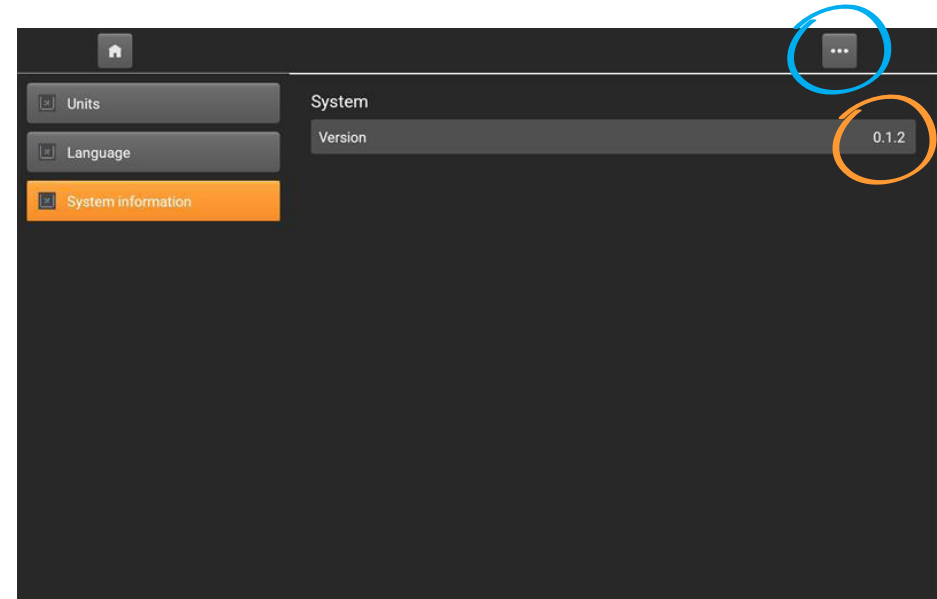 Units
Language
System information
System
Version 0.1.2